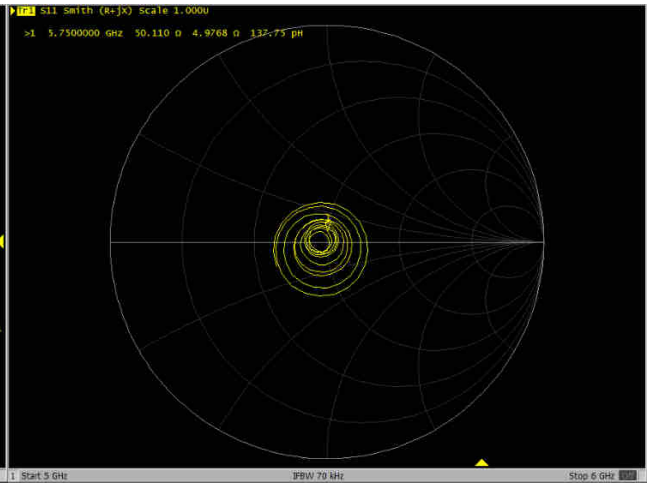 Tr1 S11 Smith (R+jX) Scale 1.000U
>1 5.7500000 GHz 50.110 Ω 4.9768 Ω 137.75 pH
1
1 Start 5 GHz IFBW 70 kHz Stop 6 GHz